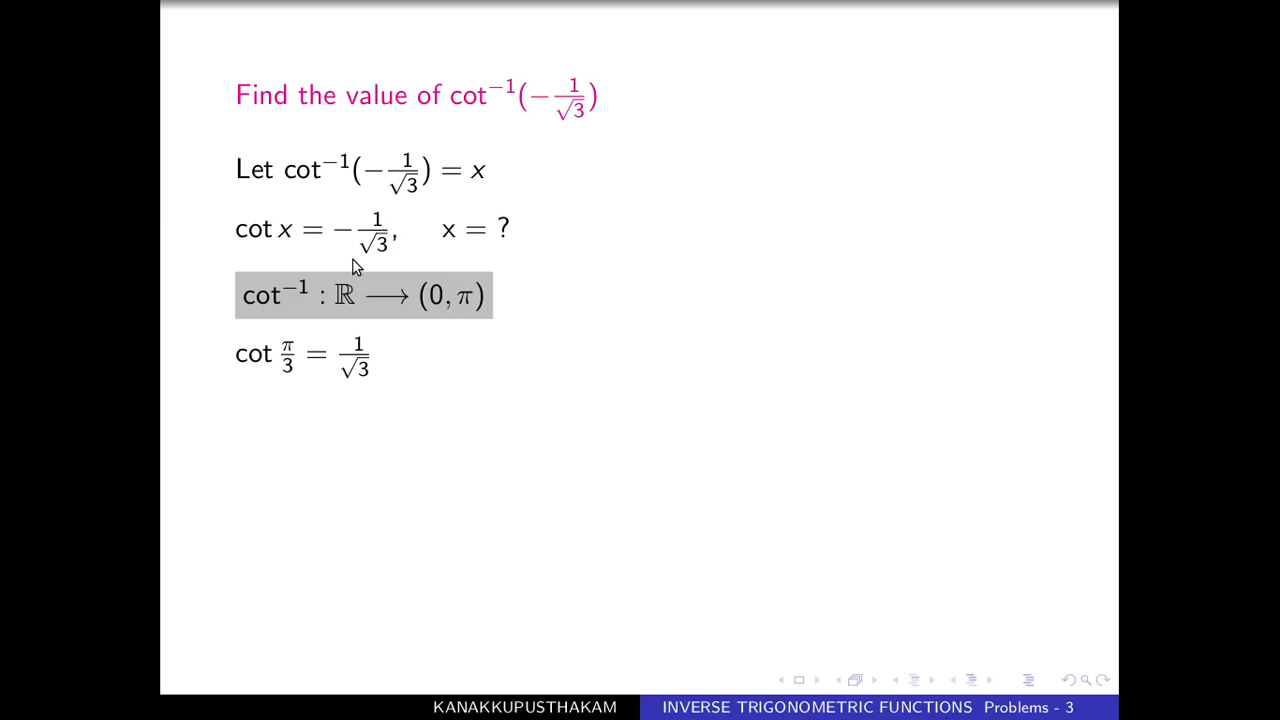 Find the value of cot⁻¹(−1/√3)
Let cot⁻¹(−1/√3) = x
cot x = −1/√3, x = ?
cot⁻¹ : ℝ ⟶ (0, π)
cot π/3 = 1/√3
KANAKKUPUSTHAKAM INVERSE TRIGONOMETRIC FUNCTIONS Problems - 3